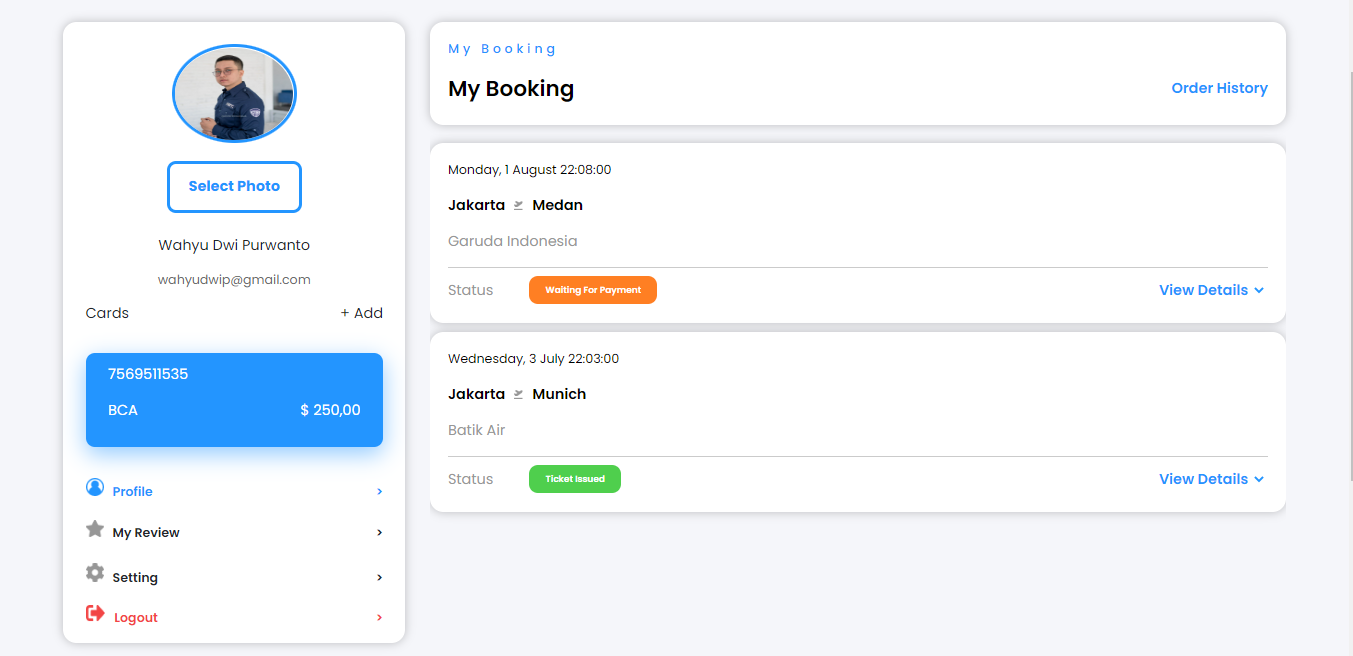 Select Photo
Wahyu Dwi Purwanto
wahyudwip@gmail.com
Cards + Add
7569511535
BCA $ 250,00
Profile >
My Review >
Setting >
Logout >
My Booking
My Booking
Order History
Monday, 1 August 22:08:00
Jakarta Medan
Garuda Indonesia
Status Waiting For Payment View Details
Wednesday, 3 July 22:03:00
Jakarta Munich
Batik Air
Status Ticket Issued View Details